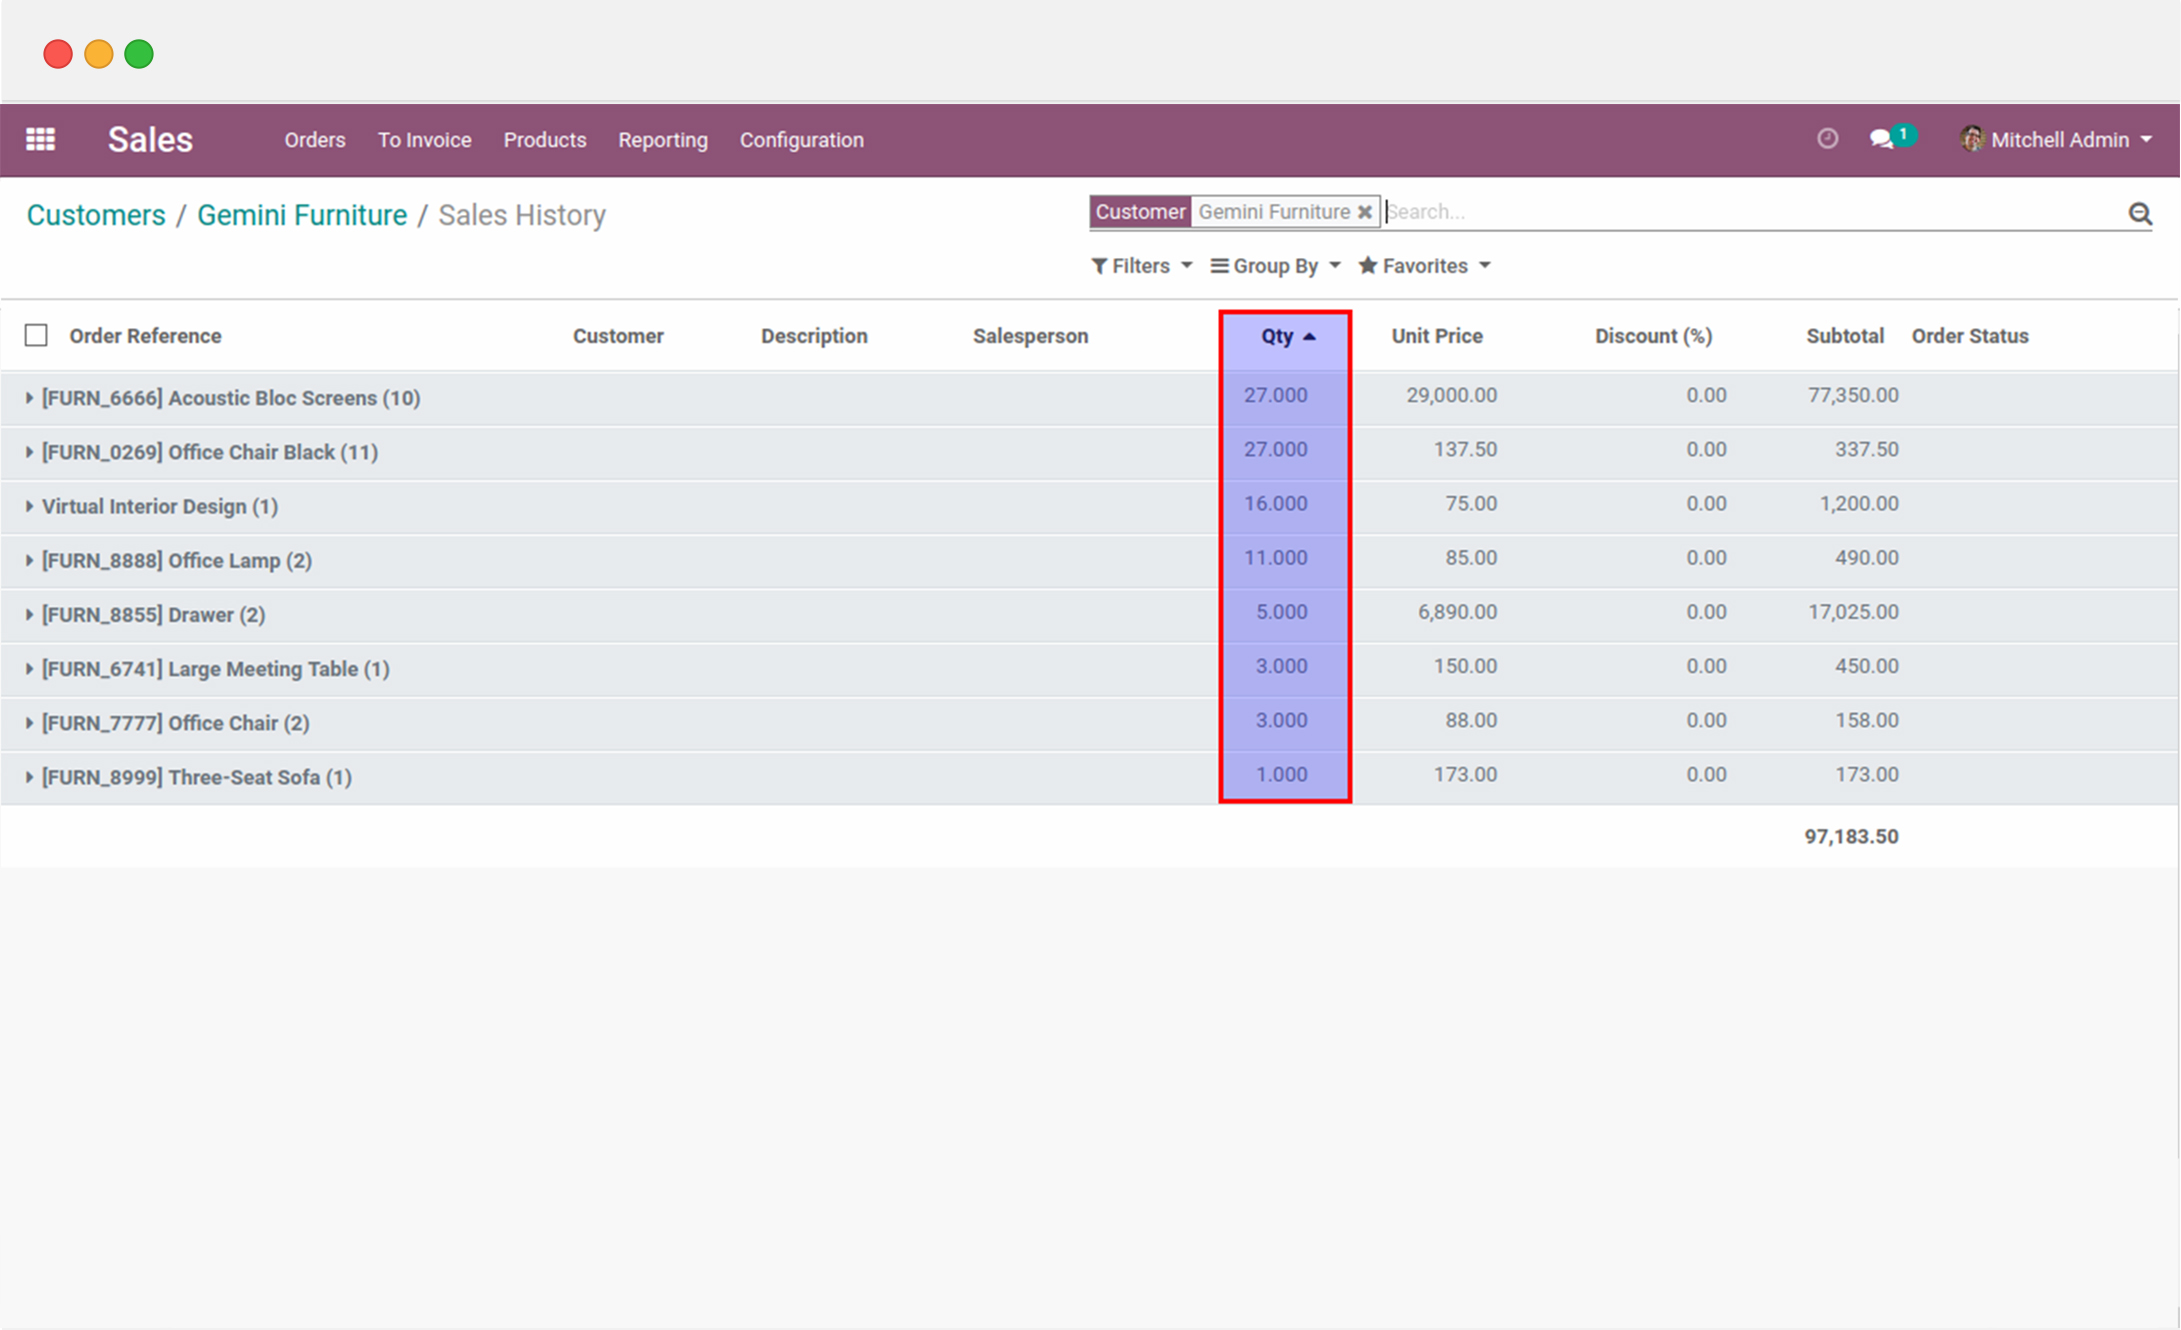 Sales Orders To Invoice Products Reporting Configuration 1 Mitchell Admin
Customers / Gemini Furniture / Sales History Customer Gemini Furniture ✖ Search...
Filters Group By Favorites
Order Reference Customer Description Salesperson Qty Unit Price Discount (%) Subtotal Order Status
[FURN_6666] Acoustic Bloc Screens (10) 27.000 29,000.00 0.00 77,350.00
[FURN_0269] Office Chair Black (11) 27.000 137.50 0.00 337.50
Virtual Interior Design (1) 16.000 75.00 0.00 1,200.00
[FURN_8888] Office Lamp (2) 11.000 85.00 0.00 490.00
[FURN_8855] Drawer (2) 5.000 6,890.00 0.00 17,025.00
[FURN_6741] Large Meeting Table (1) 3.000 150.00 0.00 450.00
[FURN_7777] Office Chair (2) 3.000 88.00 0.00 158.00
[FURN_8999] Three-Seat Sofa (1) 1.000 173.00 0.00 173.00
97,183.50